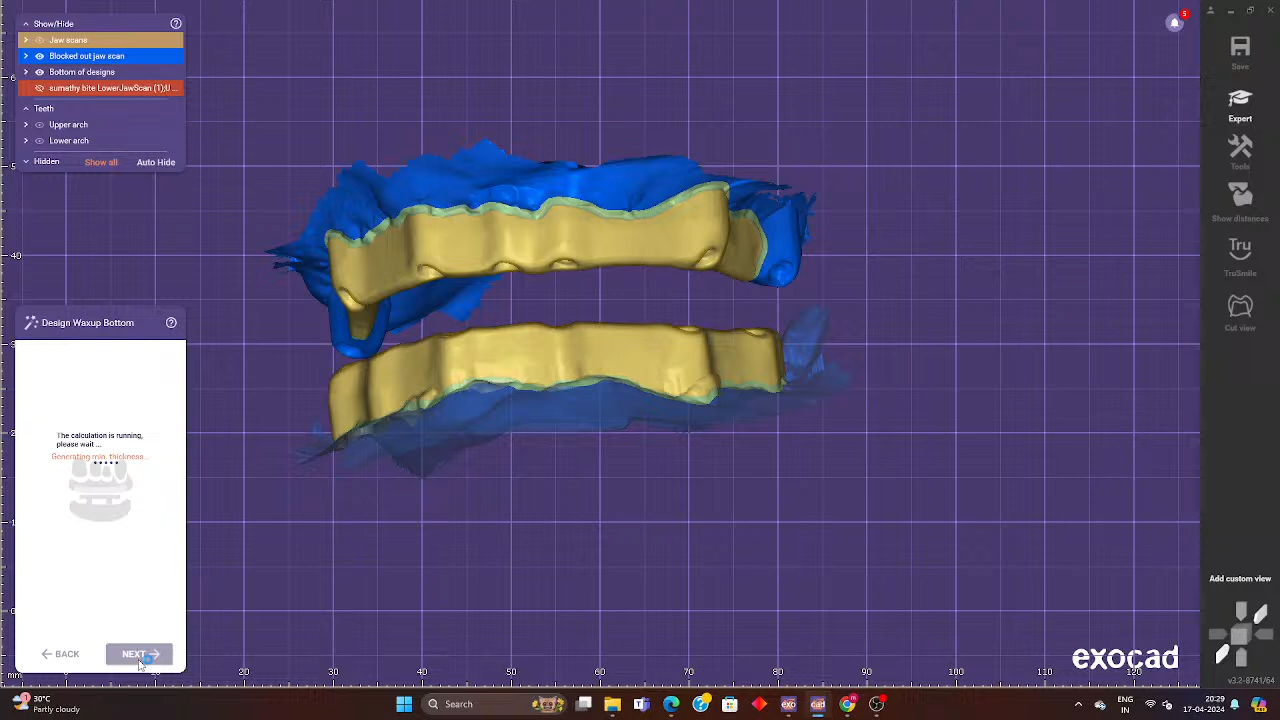 Show/Hide
Jaw scans
Blocked out jaw scan
Bottom of designs
sumathy bite LowerJawScan (1);U ...
Teeth
Upper arch
Lower arch
Hidden
Show all
Auto Hide
Design Waxup Bottom
The calculation is running,
please wait ...
Generating min. thickness...
BACK
NEXT
5
Save
Expert
Tools
Show distances
TruSmile
Cut view
Add custom view
exocad
v3.2-8741/64
40
20
30
40
50
60
70
80
90
100
110
120
30°C
Partly cloudy
Search
exo
cad
ENG
IN
20:29
17-04-2024